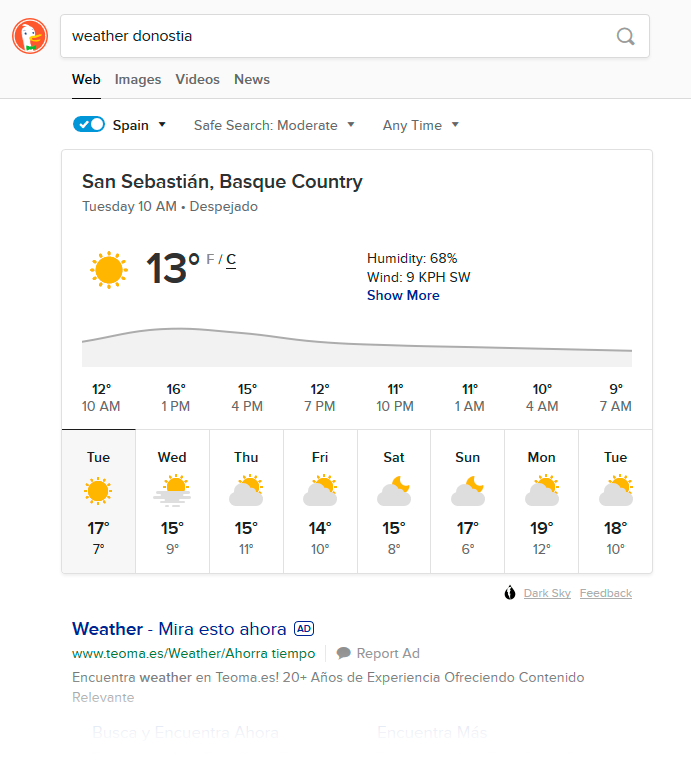 weather donostia
Web Images Videos News
Spain Safe Search: Moderate Any Time
San Sebastián, Basque Country
Tuesday 10 AM • Despejado
13° F / C
Humidity: 68%
Wind: 9 KPH SW
Show More
12° 16° 15° 12° 11° 11° 10° 9°
10 AM 1 PM 4 PM 7 PM 10 PM 1 AM 4 AM 7 AM
Tue Wed Thu Fri Sat Sun Mon Tue
17° 15° 15° 14° 15° 17° 19° 18°
7° 9° 11° 10° 8° 6° 12° 10°
Dark Sky Feedback
Weather - Mira esto ahora AD
www.teoma.es/Weather/Ahorra tiempo Report Ad
Encuentra weather en Teoma.es! 20+ Años de Experiencia Ofreciendo Contenido
Relevante
Busca y Encuentra Ahora Encuentra Más